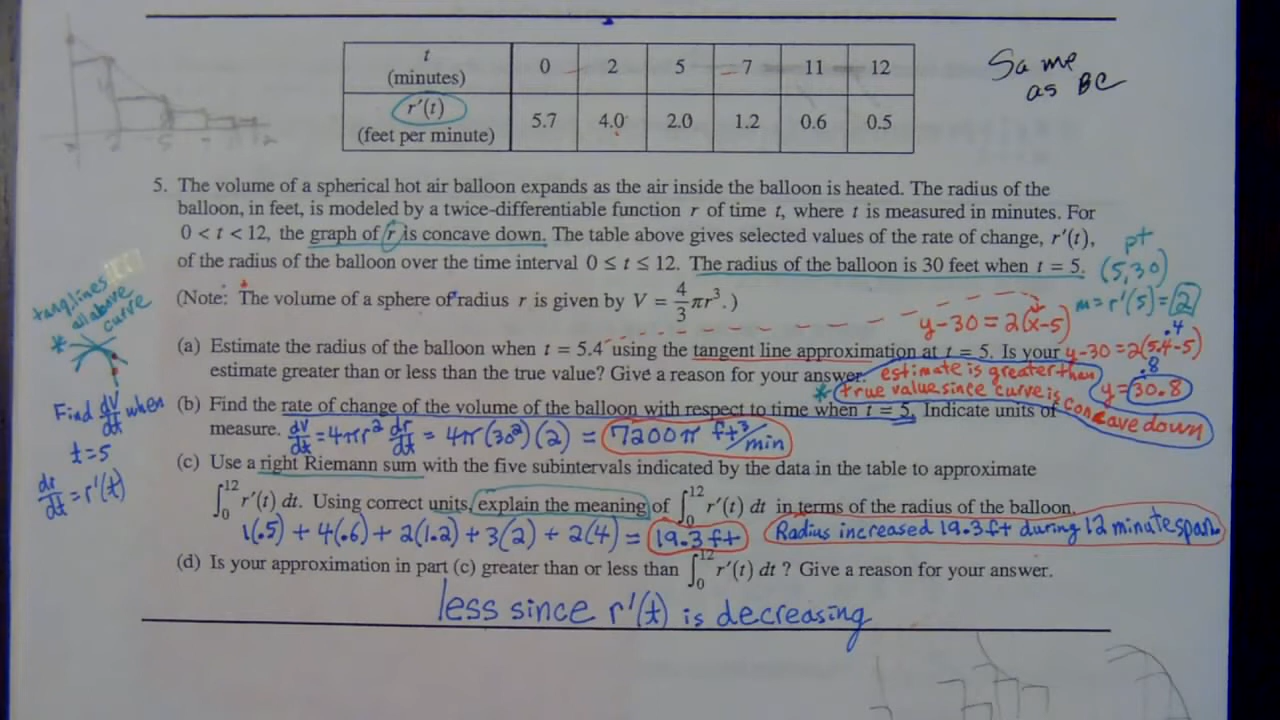 t
(minutes) 0 2 5 7 11 12
r'(t)
(feet per minute) 5.7 4.0 2.0 1.2 0.6 0.5
Same
as BC
5. The volume of a spherical hot air balloon expands as the air inside the balloon is heated. The radius of the
balloon, in feet, is modeled by a twice-differentiable function r of time t, where t is measured in minutes. For
0 < t < 12, the graph of r is concave down. The table above gives selected values of the rate of change, r'(t),
of the radius of the balloon over the time interval 0 ≤ t ≤ 12. The radius of the balloon is 30 feet when t = 5.
(Note: The volume of a sphere of radius r is given by V = 4/3 πr³.)
pt
(5,30)
m = r'(5) = 2
y-30 = 2(x-5)
tang. lines
all above
curve
*
(a) Estimate the radius of the balloon when t = 5.4 using the tangent line approximation at t = 5. Is your
estimate greater than or less than the true value? Give a reason for your answer.
.4
y-30 = 2(5.4-5)
.8
y = 30.8
* estimate is greater than
true value since curve is concave down
(b) Find the rate of change of the volume of the balloon with respect to time when t = 5. Indicate units of
measure. dV/dt = 4πr² dr/dt = 4π(30²)(2) = 7200π ft³/min
Find dV/dt when
t=5
dr/dt = r'(t)
(c) Use a right Riemann sum with the five subintervals indicated by the data in the table to approximate
∫₀¹² r'(t) dt. Using correct units, explain the meaning of ∫₀¹² r'(t) dt in terms of the radius of the balloon.
1(.5) + 4(.6) + 2(1.2) + 3(2) + 2(4) = 19.3 ft Radius increased 19.3 ft during 12 minute span
(d) Is your approximation in part (c) greater than or less than ∫₀¹² r'(t) dt ? Give a reason for your answer.
less since r'(t) is decreasing